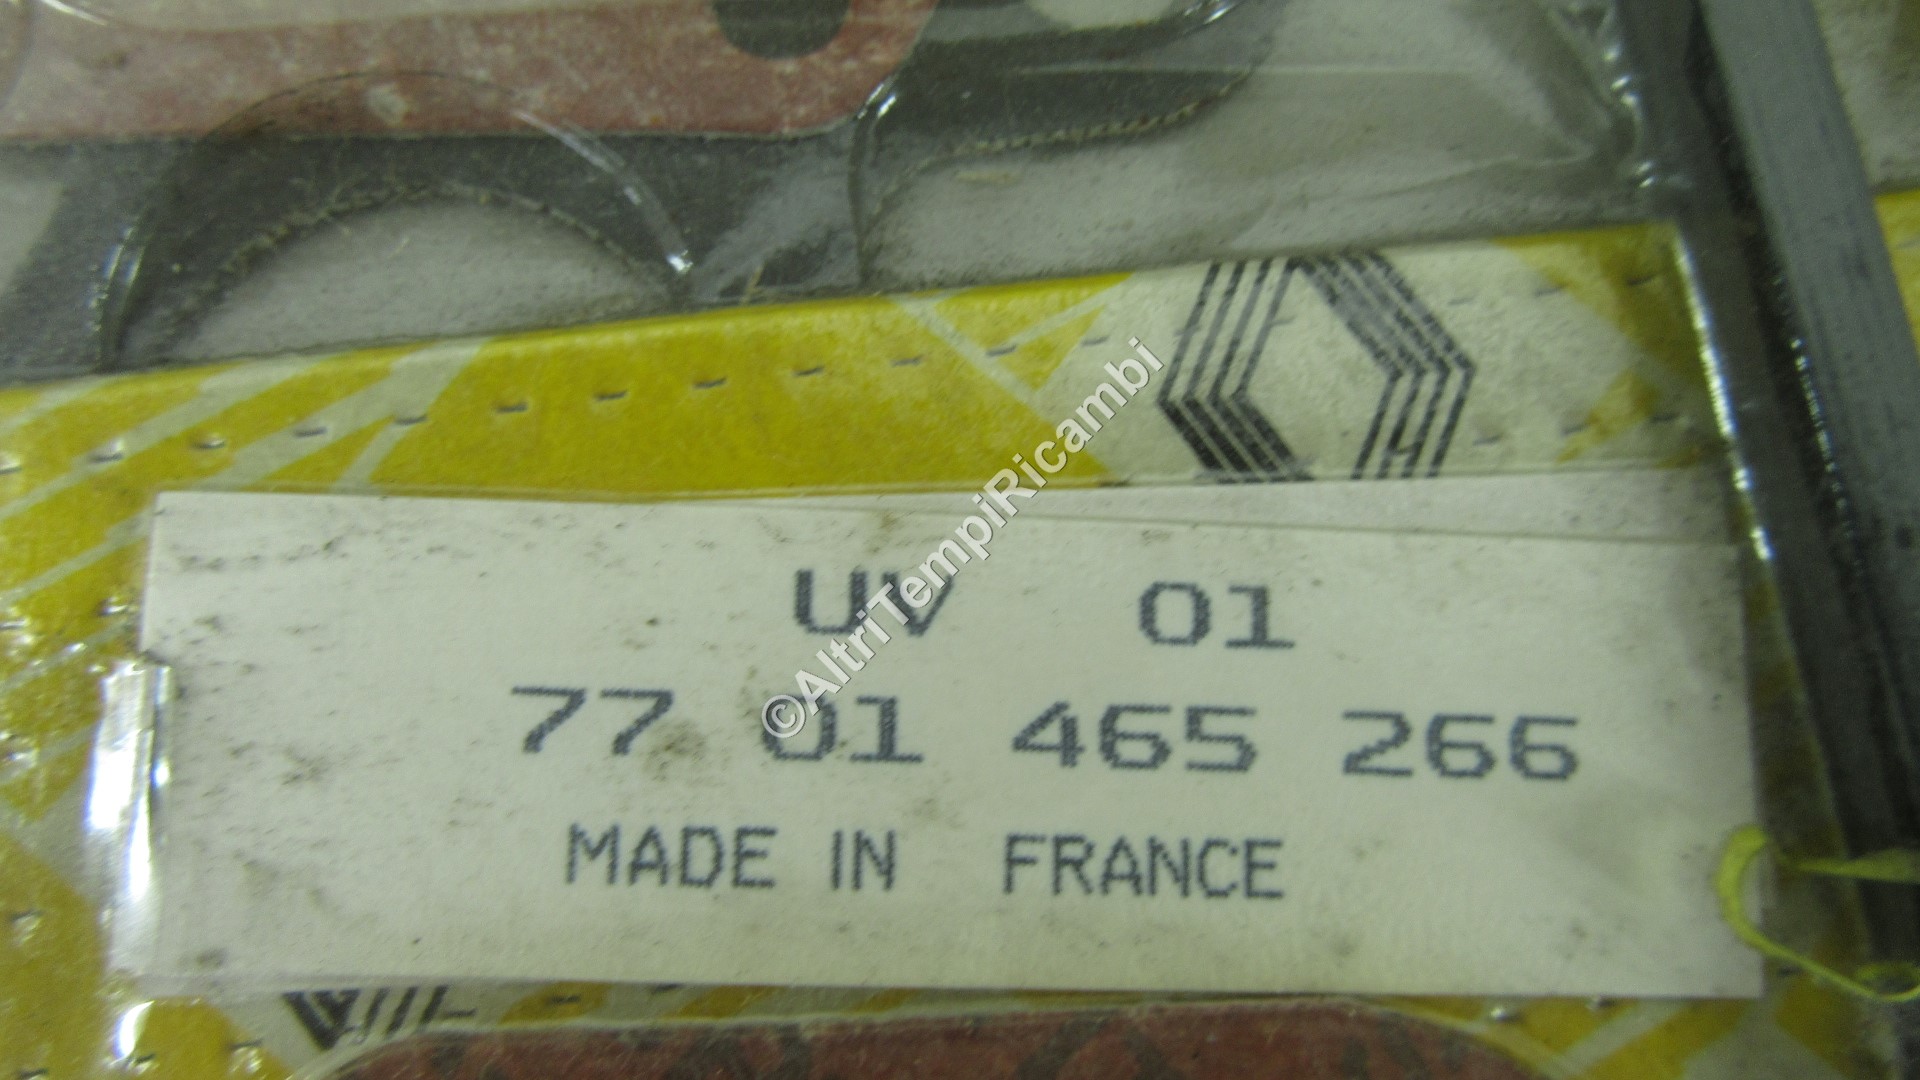 UV 01
77 01 465 266
MADE IN FRANCE
©AltriTempiRicambi